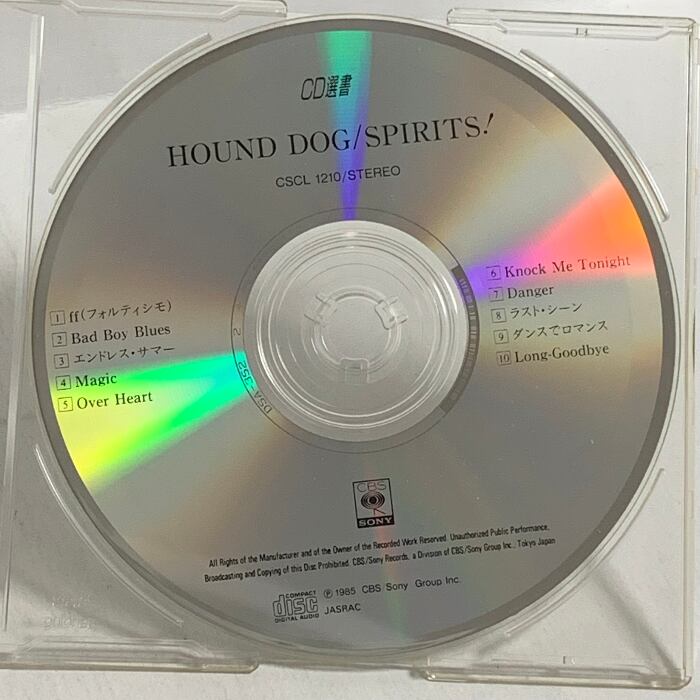 CD選書
HOUND DOG/SPIRITS!
CSCL 1210/STEREO
1 ff(フォルティシモ)
2 Bad Boy Blues
3 エンドレス・サマー
4 Magic
5 Over Heart
6 Knock Me Tonight
7 Danger
8 ラスト・シーン
9 ダンスでロマンス
10 Long-Goodbye
DSA-352 2
CBS
SONY
All Rights of the Manufacturer and of the Owner of the Recorded Work Reserved. Unauthorized Public Performance,
Broadcasting and Copying of this Disc Prohibited. CBS/Sony Records, a Division of CBS/Sony Group Inc., Tokyo Japan
COMPACT
disc
DIGITAL AUDIO
Ⓟ1985 CBS/Sony Group Inc.
JASRAC